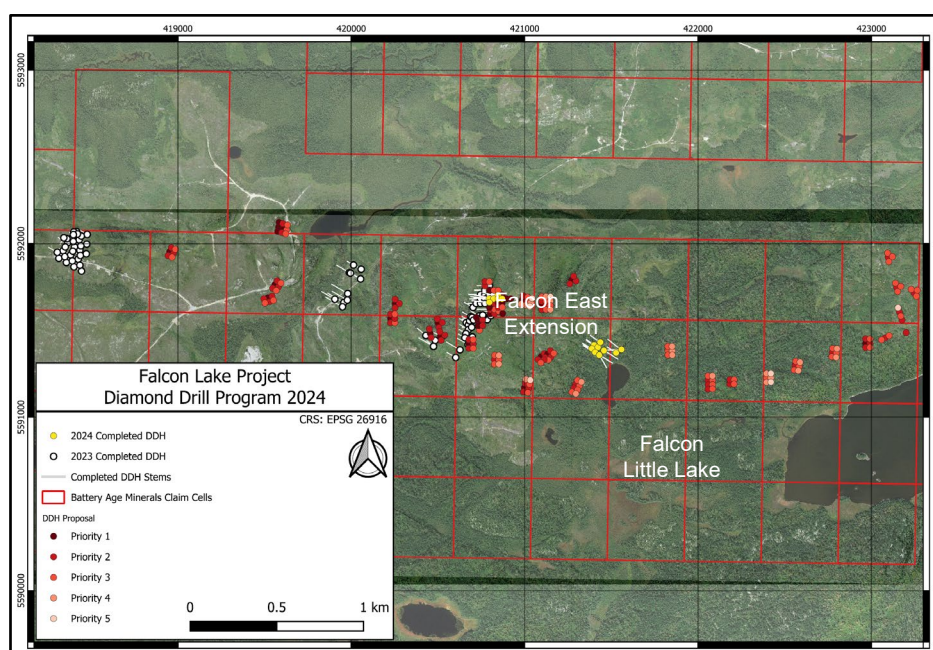 419000 420000 421000 422000 423000
5593000
5592000
5591000
5590000
Falcon East
Extension
Falcon
Little Lake
Falcon Lake Project
Diamond Drill Program 2024
CRS: EPSG 26916
2024 Completed DDH
2023 Completed DDH
Completed DDH Stems
Battery Age Minerals Claim Cells
DDH Proposal
Priority 1
Priority 2
Priority 3
Priority 4
Priority 5
0 0.5 1 km